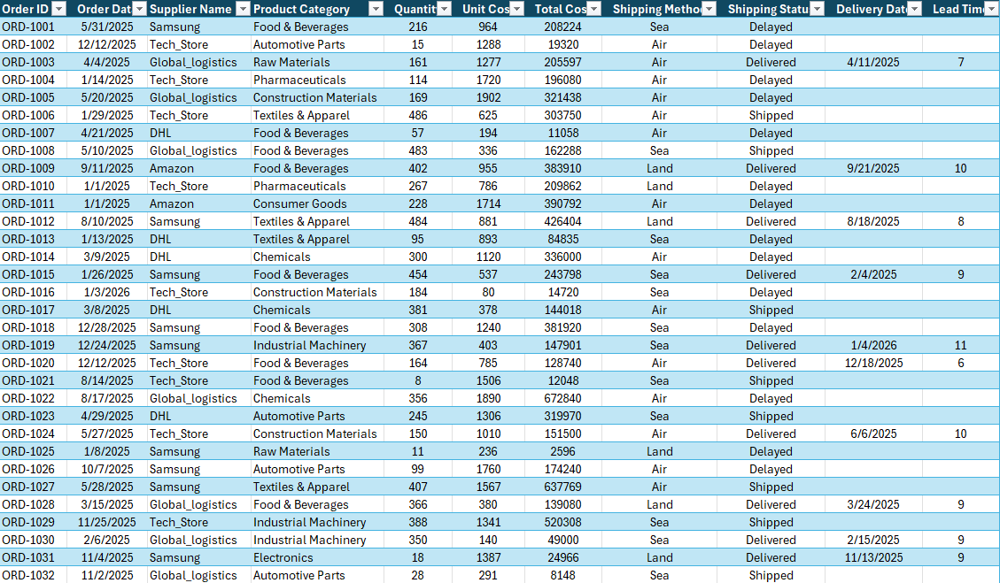 Order ID Order Dat Supplier Name Product Category Quantit Unit Cos Total Cos Shipping Metho Shipping Statu Delivery Dat Lead Tim
ORD-1001 5/31/2025 Samsung Food & Beverages 216 964 208224 Sea Delayed
ORD-1002 12/12/2025 Tech_Store Automotive Parts 15 1288 19320 Air Delayed
ORD-1003 4/4/2025 Global_logistics Raw Materials 161 1277 205597 Air Delivered 4/11/2025 7
ORD-1004 1/14/2025 Tech_Store Pharmaceuticals 114 1720 196080 Air Delayed
ORD-1005 5/20/2025 Global_logistics Construction Materials 169 1902 321438 Air Delayed
ORD-1006 1/29/2025 Tech_Store Textiles & Apparel 486 625 303750 Air Shipped
ORD-1007 4/21/2025 DHL Food & Beverages 57 194 11058 Air Delayed
ORD-1008 5/10/2025 Global_logistics Food & Beverages 483 336 162288 Sea Shipped
ORD-1009 9/11/2025 Amazon Food & Beverages 402 955 383910 Land Delivered 9/21/2025 10
ORD-1010 1/1/2025 Tech_Store Pharmaceuticals 267 786 209862 Land Delayed
ORD-1011 1/1/2025 Amazon Consumer Goods 228 1714 390792 Air Delayed
ORD-1012 8/10/2025 Samsung Textiles & Apparel 484 881 426404 Land Delivered 8/18/2025 8
ORD-1013 1/13/2025 DHL Textiles & Apparel 95 893 84835 Sea Delayed
ORD-1014 3/9/2025 DHL Chemicals 300 1120 336000 Air Delayed
ORD-1015 1/26/2025 Samsung Food & Beverages 454 537 243798 Sea Delivered 2/4/2025 9
ORD-1016 1/3/2026 Tech_Store Construction Materials 184 80 14720 Sea Delayed
ORD-1017 3/8/2025 DHL Chemicals 381 378 144018 Air Shipped
ORD-1018 12/28/2025 Samsung Food & Beverages 308 1240 381920 Sea Delayed
ORD-1019 12/24/2025 Samsung Industrial Machinery 367 403 147901 Sea Delivered 1/4/2026 11
ORD-1020 12/12/2025 Tech_Store Food & Beverages 164 785 128740 Air Delivered 12/18/2025 6
ORD-1021 8/14/2025 Tech_Store Food & Beverages 8 1506 12048 Sea Shipped
ORD-1022 8/17/2025 Global_logistics Chemicals 356 1890 672840 Air Delayed
ORD-1023 4/29/2025 DHL Automotive Parts 245 1306 319970 Sea Shipped
ORD-1024 5/27/2025 Tech_Store Construction Materials 150 1010 151500 Air Delivered 6/6/2025 10
ORD-1025 1/8/2025 Samsung Raw Materials 11 236 2596 Land Delayed
ORD-1026 10/7/2025 Samsung Automotive Parts 99 1760 174240 Air Delayed
ORD-1027 5/28/2025 Samsung Textiles & Apparel 407 1567 637769 Air Shipped
ORD-1028 3/15/2025 Global_logistics Food & Beverages 366 380 139080 Land Delivered 3/24/2025 9
ORD-1029 11/25/2025 Tech_Store Industrial Machinery 388 1341 520308 Sea Shipped
ORD-1030 2/6/2025 Global_logistics Industrial Machinery 350 140 49000 Sea Delivered 2/15/2025 9
ORD-1031 11/4/2025 Samsung Electronics 18 1387 24966 Land Delivered 11/13/2025 9
ORD-1032 11/2/2025 Global_logistics Automotive Parts 28 291 8148 Sea Shipped